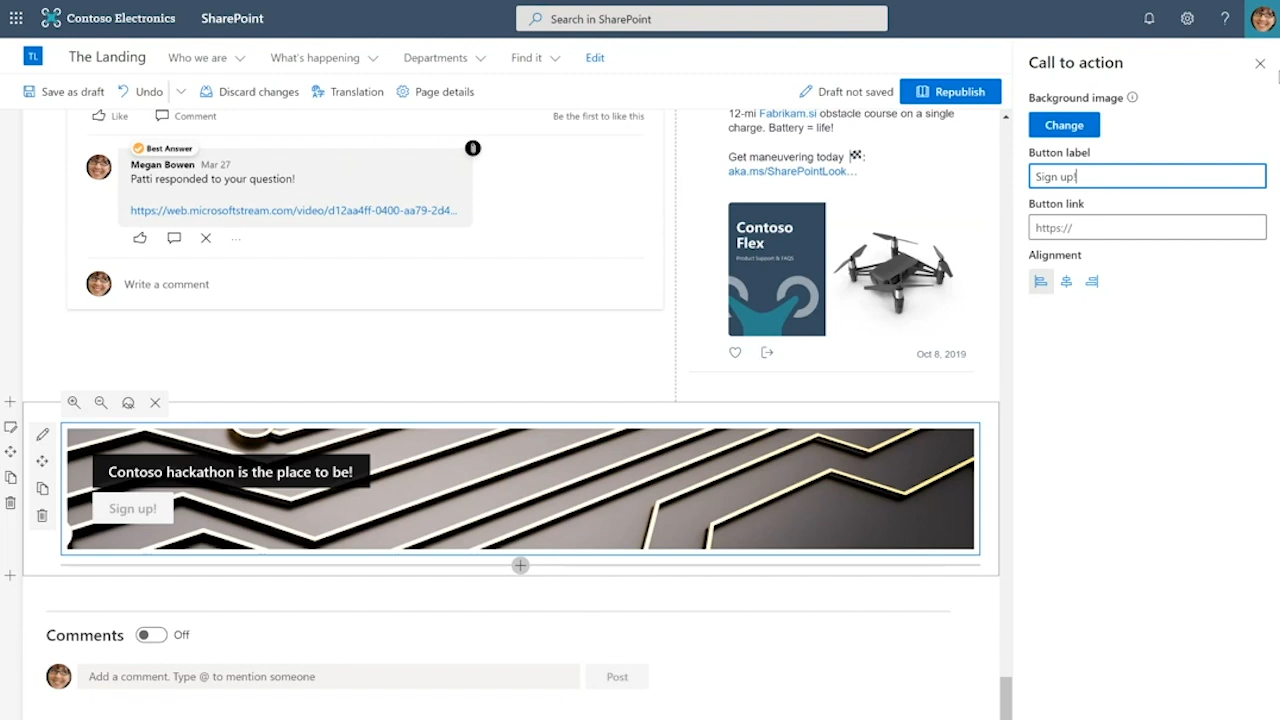 Contoso Electronics SharePoint Search in SharePoint ?
TL The Landing Who we are What's happening Departments Find it Edit
Save as draft Undo Discard changes Translation Page details Draft not saved Republish
Like Comment Be the first to like this
Best Answer
Megan Bowen Mar 27
Patti responded to your question!
https://web.microsoftstream.com/video/d12aa4ff-0400-aa79-2d4...
...
Write a comment
12-mi Fabrikam.si obstacle course on a single
charge. Battery = life!
Get maneuvering today 🏁:
aka.ms/SharePointLook...
Contoso
Flex
Product Support & FAQS
Oct 8, 2019
Contoso hackathon is the place to be!
Sign up!
Comments Off
Add a comment. Type @ to mention someone Post
Call to action
Background image
Change
Button label
Sign up!
Button link
https://
Alignment